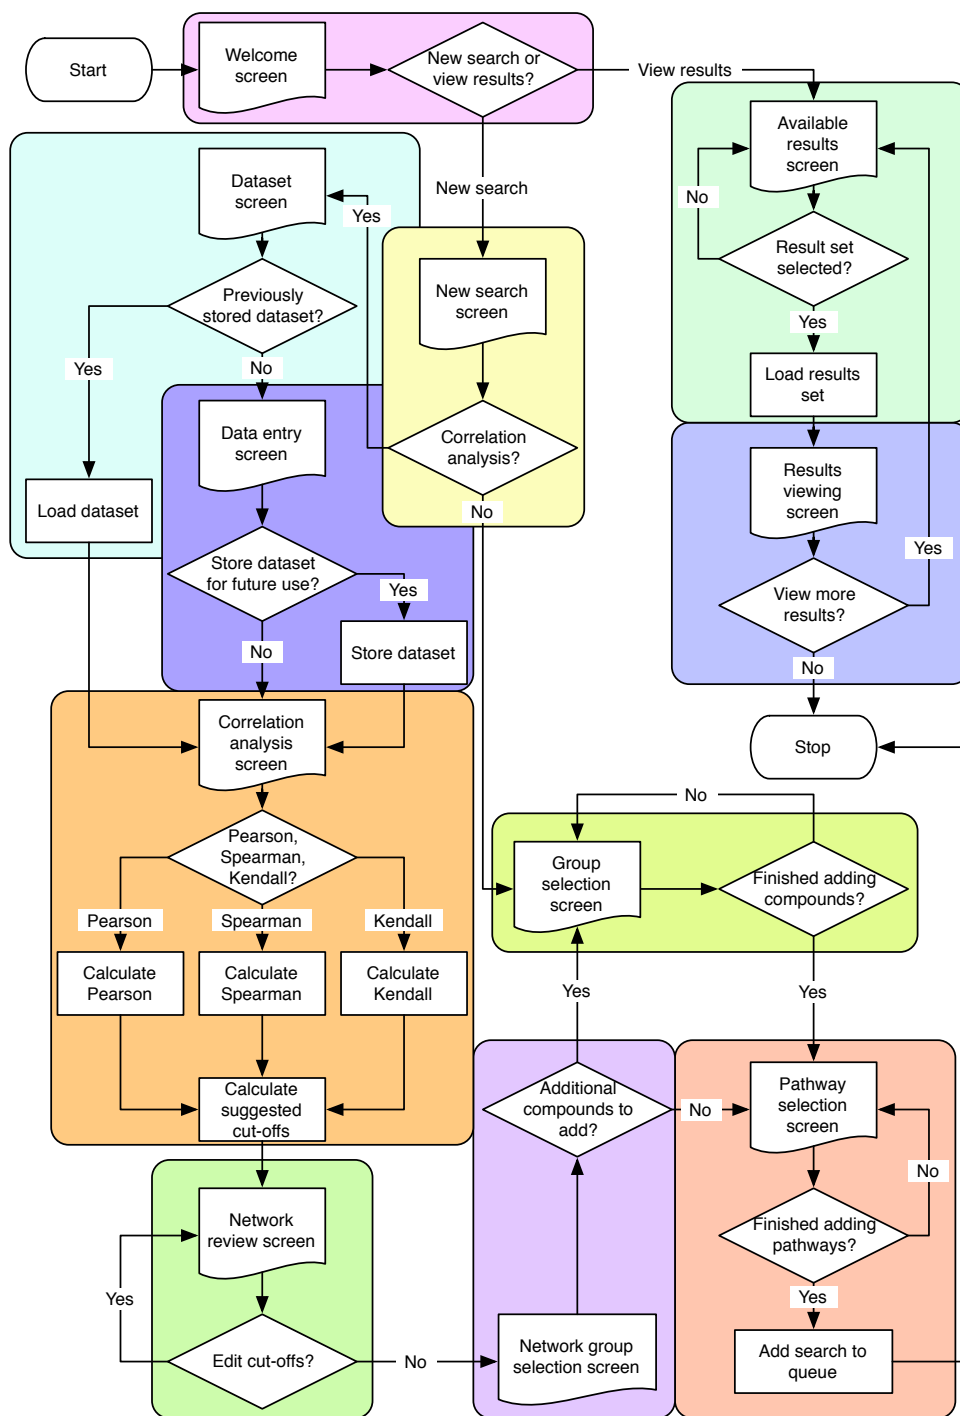 Start
Welcome
screen
New search or
view results?
View results
Available
results
screen
No
Result set
selected?
Yes
Load results
set
Results
viewing
screen
Yes
View more
results?
No
Stop
New search
New search
screen
Correlation
analysis?
Yes
No
Dataset
screen
Previously
stored dataset?
Yes
No
Load dataset
Data entry
screen
Store dataset
for future use?
Yes
No
Store dataset
Correlation
analysis
screen
Pearson,
Spearman,
Kendall?
Pearson
Spearman
Kendall
Calculate
Pearson
Calculate
Spearman
Calculate
Kendall
Calculate
suggested
cut-offs
Network
review screen
Yes
Edit cut-offs?
No
Network group
selection screen
Additional
compounds to
add?
Yes
No
Group
selection
screen
No
Finished adding
compounds?
Yes
Pathway
selection
screen
No
Finished adding
pathways?
Yes
Add search to
queue